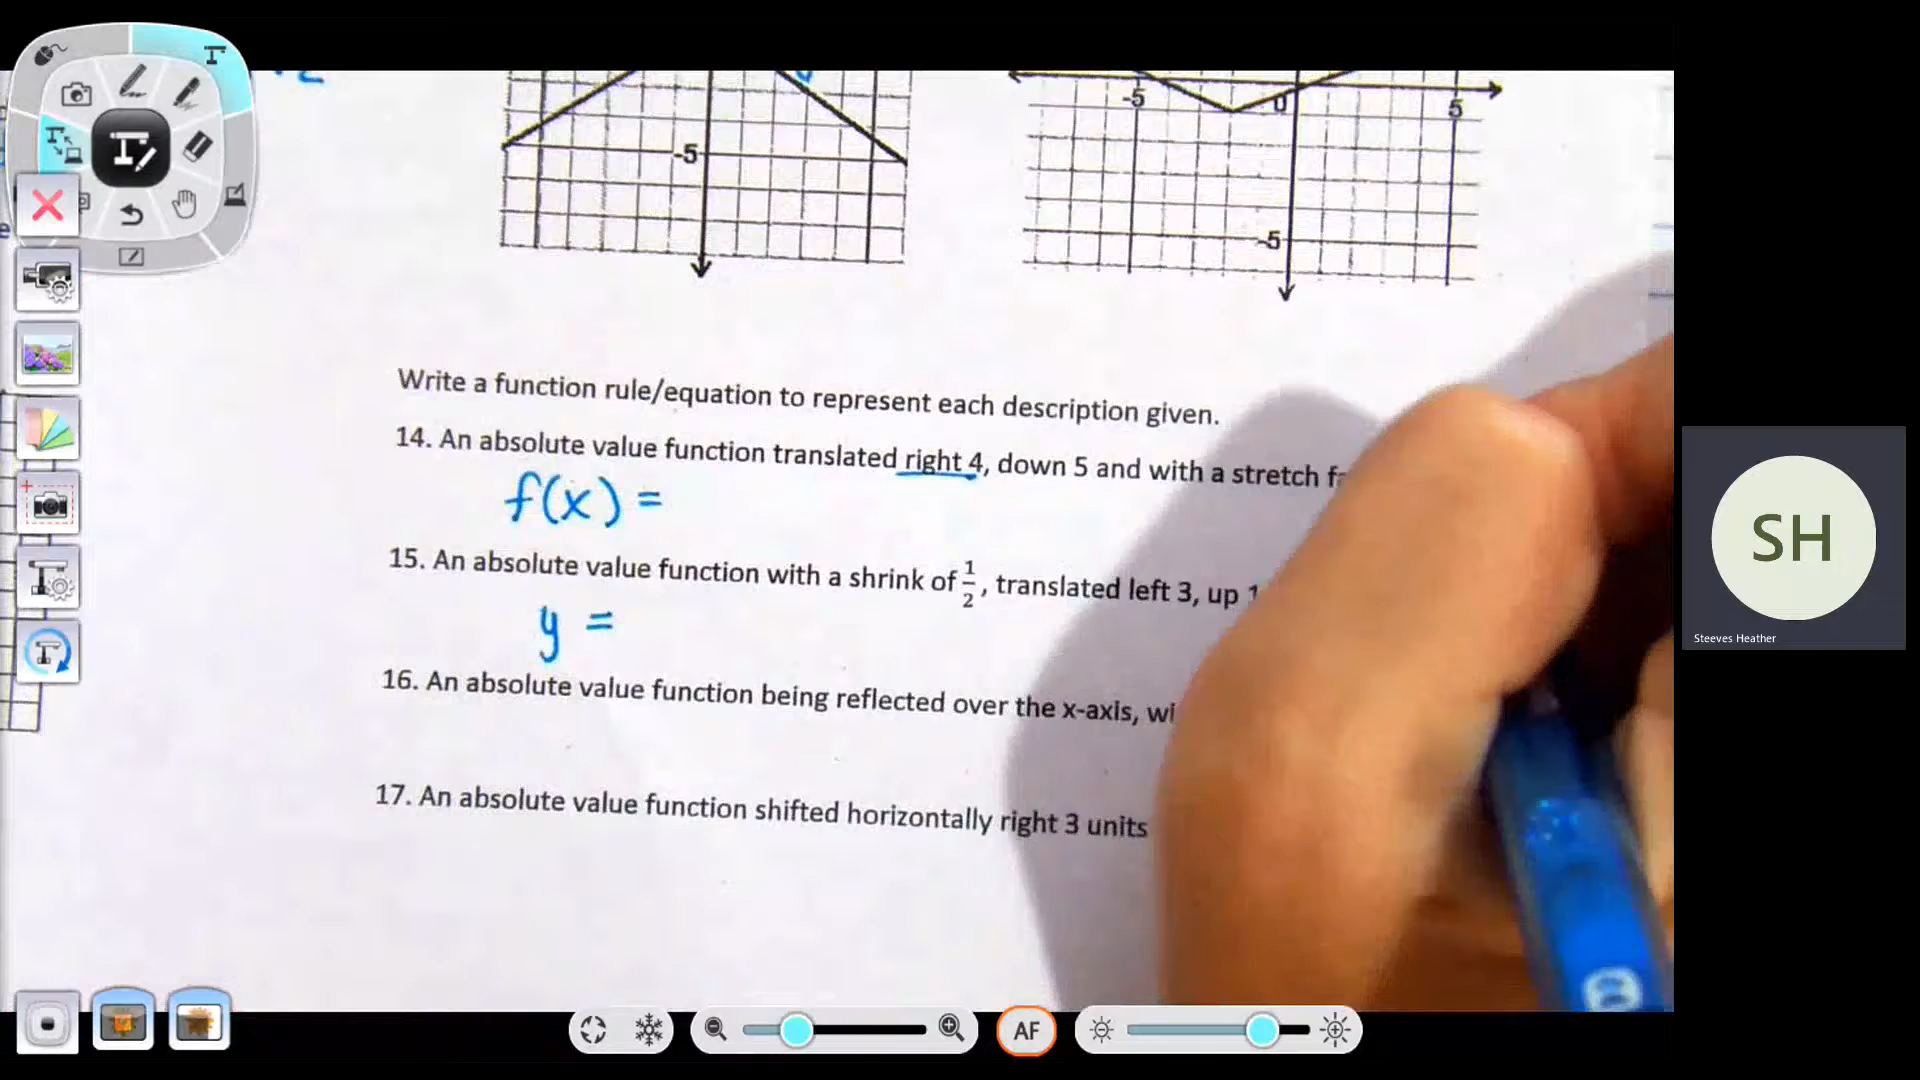 -5
-5
0
5
-5
Write a function rule/equation to represent each description given.
14. An absolute value function translated right 4, down 5 and with a stretch
f(x) =
15. An absolute value function with a shrink of 1/2, translated left 3, up
y =
16. An absolute value function being reflected over the x-axis,
17. An absolute value function shifted horizontally right 3 units
SH
Steeves Heather
AF